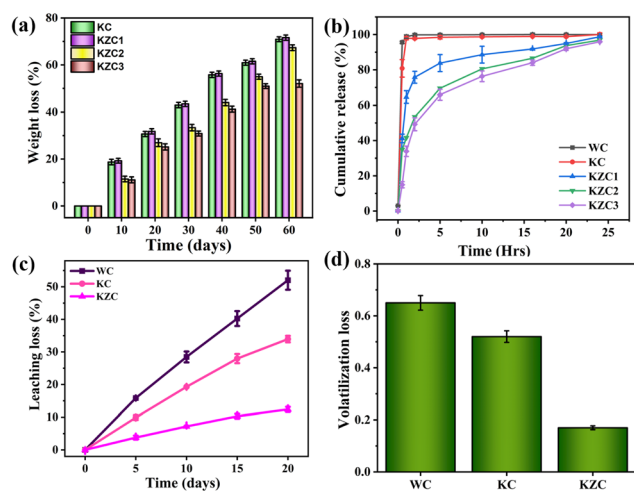 (a)
KC
KZC1
KZC2
KZC3
Weight loss (%)
80
60
40
20
0
0 10 20 30 40 50 60
Time (days)
(b)
Cumulative release (%)
100
80
60
40
20
0
WC
KC
KZC1
KZC2
KZC3
0 5 10 15 20 25
Time (Hrs)
(c)
WC
KC
KZC
Leaching loss (%)
50
40
30
20
10
0
0 5 10 15 20
Time (days)
(d)
Volatilization loss
0.8
0.6
0.4
0.2
0.0
WC KC KZC